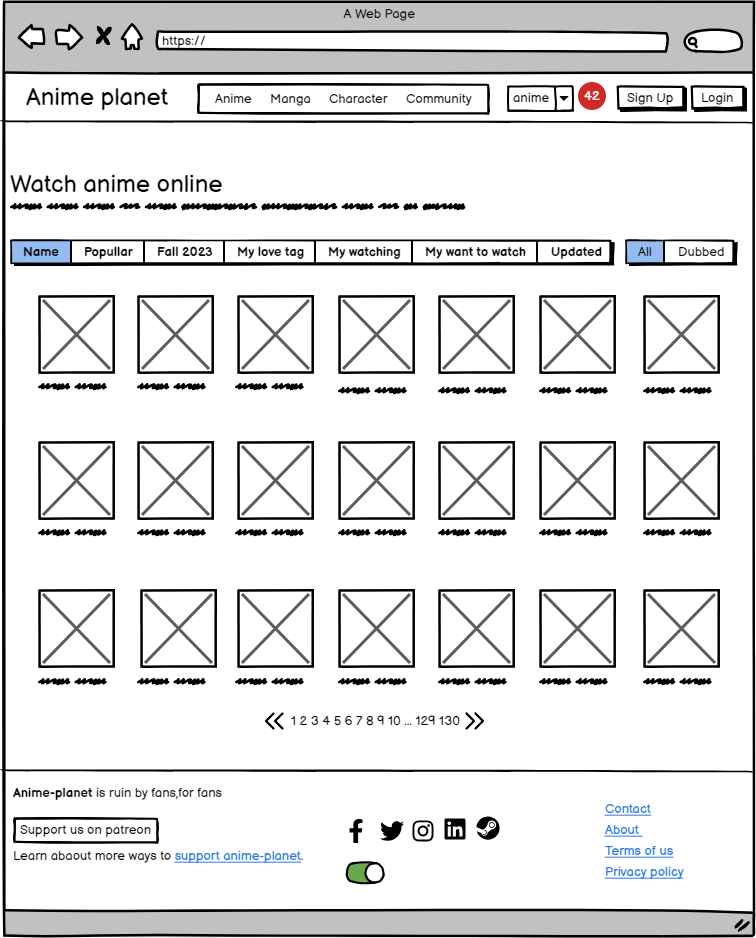 A Web Page
https://
Anime planet
Anime Manga Character Community
anime
42
Sign Up
Login
Watch anime online
Name Popullar Fall 2023 My love tag My watching My want to watch Updated
All Dubbed
1 2 3 4 5 6 7 8 9 10 ... 129 130
Anime-planet is ruin by fans,for fans
Support us on patreon
Learn abaout more ways to support anime-planet.
Contact
About
Terms of us
Privacy policy